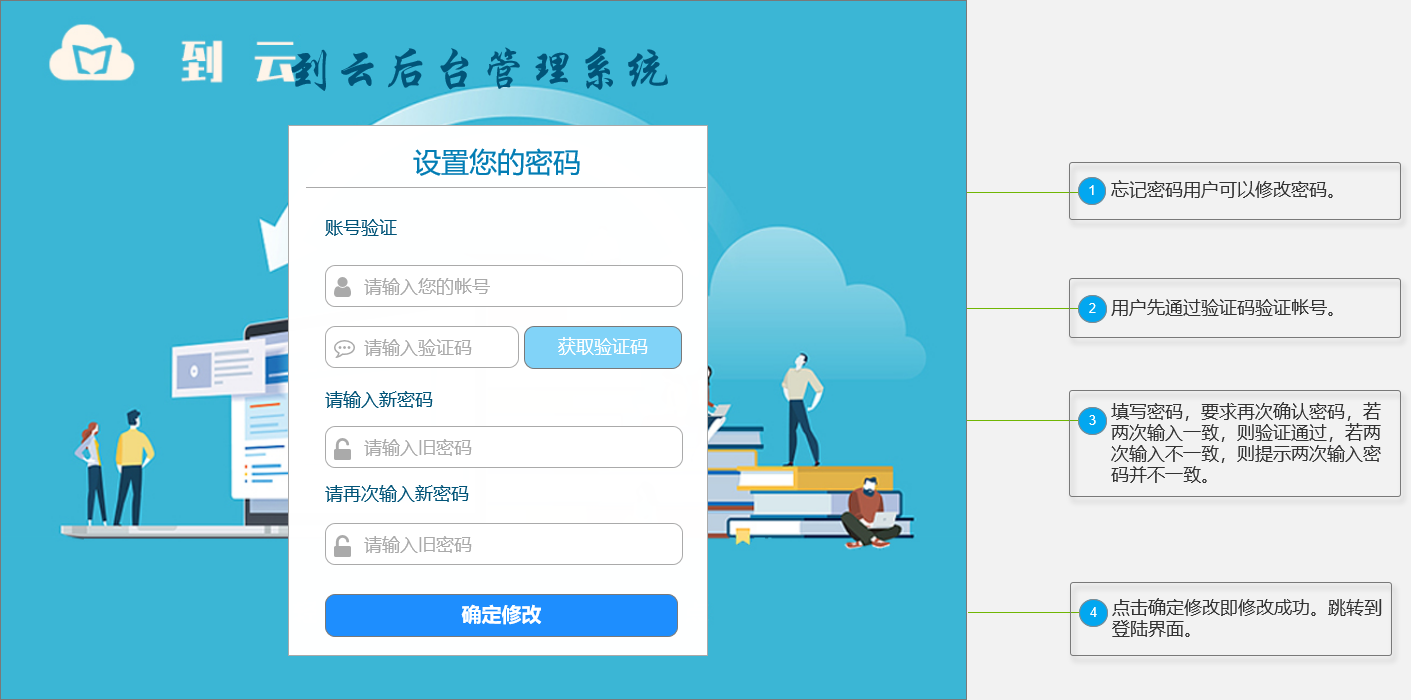 到 云
到云后台管理系统
设置您的密码
账号验证
请输入您的帐号
请输入验证码
获取验证码
请输入新密码
请输入旧密码
请再次输入新密码
请输入旧密码
确定修改
1 忘记密码用户可以修改密码。
2 用户先通过验证码验证帐号。
3 填写密码，要求再次确认密码，若
两次输入一致，则验证通过，若两
次输入不一致，则提示两次输入密
码并不一致。
4 点击确定修改即修改成功。跳转到
登陆界面。